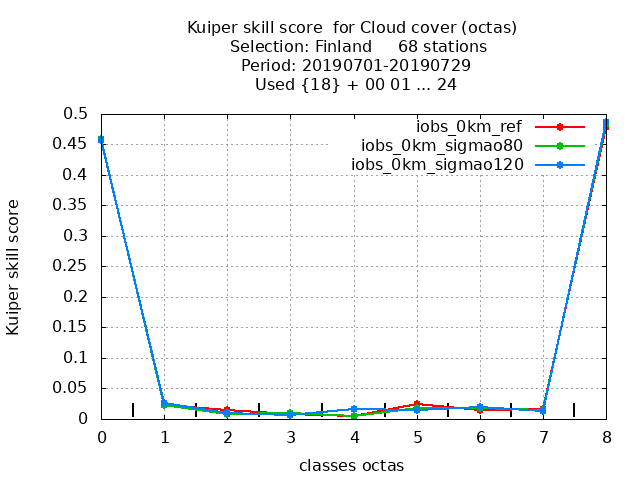 Kuiper skill score  for Cloud cover (octas)
Selection: Finland     68 stations
Period: 20190701-20190729
Used {18} + 00 01 ... 24
iobs_0km_ref
iobs_0km_sigmao80
iobs_0km_sigmao120
Kuiper skill score
0.5
0.45
0.4
0.35
0.3
0.25
0.2
0.15
0.1
0.05
0
0 1 2 3 4 5 6 7 8
classes octas